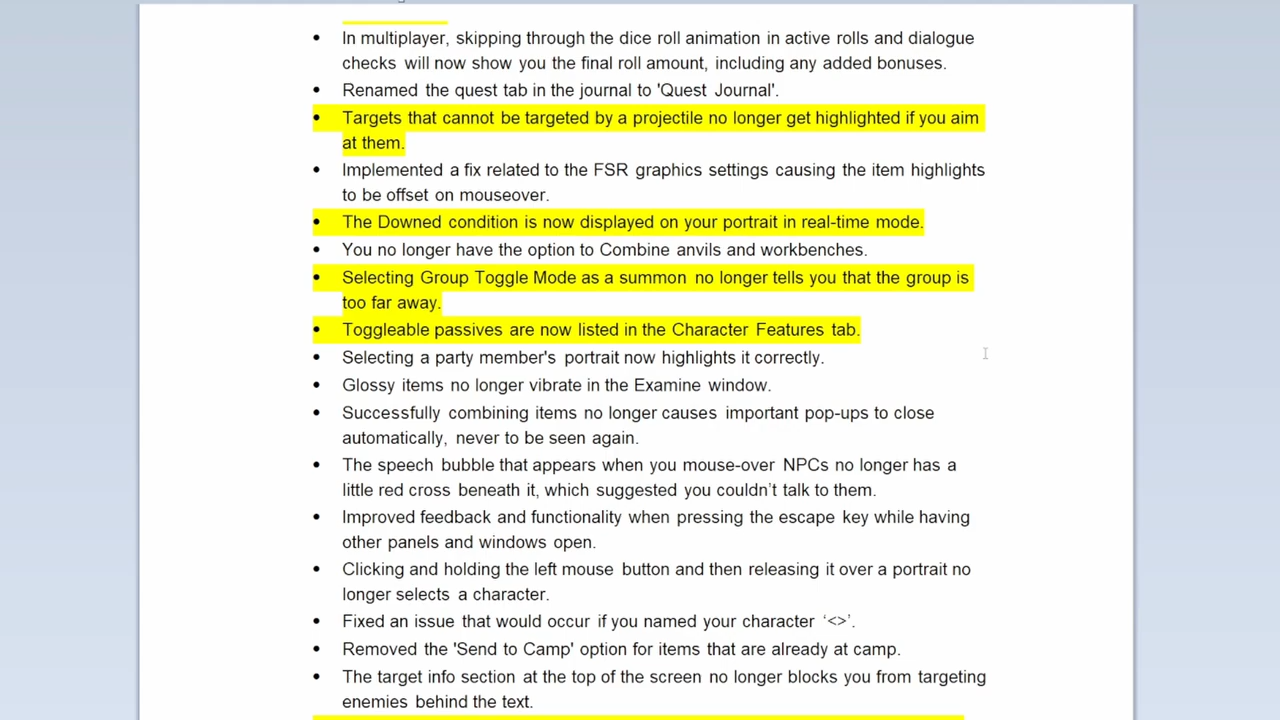 • In multiplayer, skipping through the dice roll animation in active rolls and dialogue
checks will now show you the final roll amount, including any added bonuses.
• Renamed the quest tab in the journal to 'Quest Journal'.
• Targets that cannot be targeted by a projectile no longer get highlighted if you aim
at them.
• Implemented a fix related to the FSR graphics settings causing the item highlights
to be offset on mouseover.
• The Downed condition is now displayed on your portrait in real-time mode.
• You no longer have the option to Combine anvils and workbenches.
• Selecting Group Toggle Mode as a summon no longer tells you that the group is
too far away.
• Toggleable passives are now listed in the Character Features tab.
• Selecting a party member's portrait now highlights it correctly.
• Glossy items no longer vibrate in the Examine window.
• Successfully combining items no longer causes important pop-ups to close
automatically, never to be seen again.
• The speech bubble that appears when you mouse-over NPCs no longer has a
little red cross beneath it, which suggested you couldn’t talk to them.
• Improved feedback and functionality when pressing the escape key while having
other panels and windows open.
• Clicking and holding the left mouse button and then releasing it over a portrait no
longer selects a character.
• Fixed an issue that would occur if you named your character ‘<>’.
• Removed the 'Send to Camp' option for items that are already at camp.
• The target info section at the top of the screen no longer blocks you from targeting
enemies behind the text.